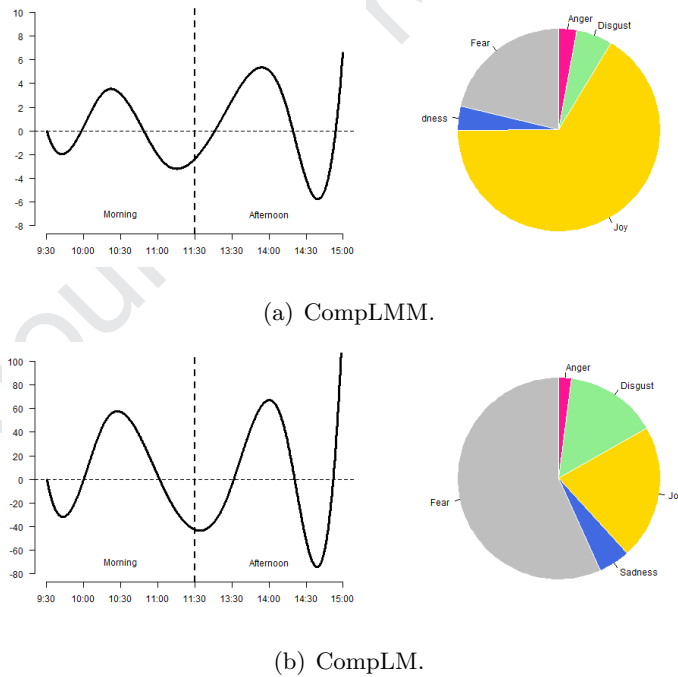 10
8
6
4
2
0
-2
-4
-6
-8
Morning
Afternoon
9:30 10:00 10:30 11:00 11:30 13:30 14:00 14:30 15:00
Anger
Disgust
Fear
dness
Joy
(a) CompLMM.
100
80
60
40
20
0
-20
-40
-60
-80
Morning
Afternoon
9:30 10:00 10:30 11:00 11:30 13:30 14:00 14:30 15:00
Anger
Disgust
Fear
Jo
Sadness
(b) CompLM.